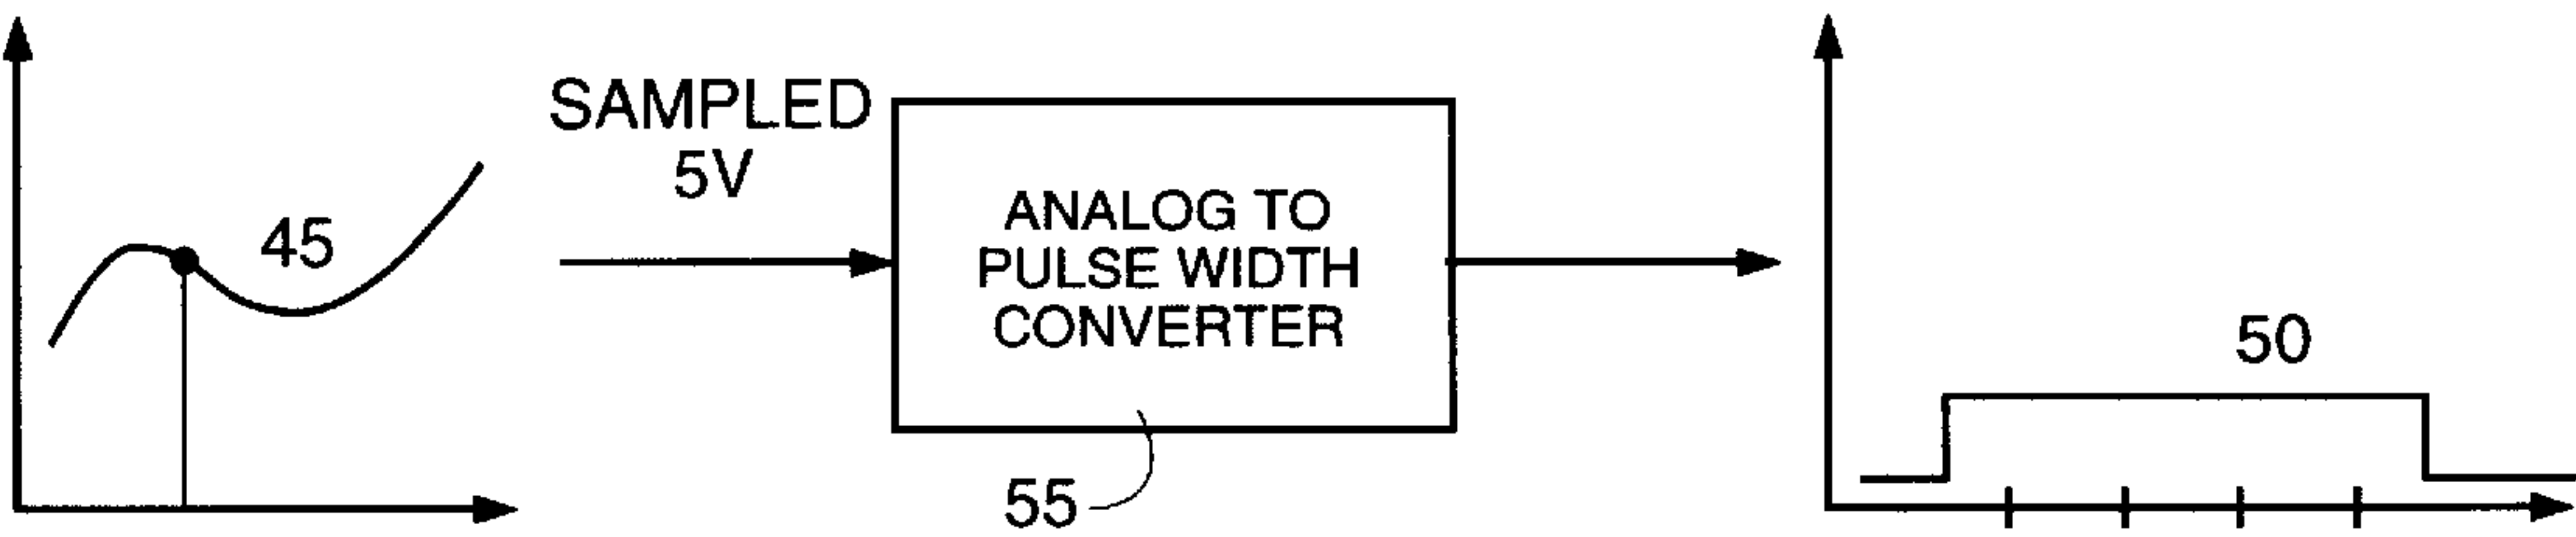 45
SAMPLED
5V
ANALOG TO
PULSE WIDTH
CONVERTER
55
50